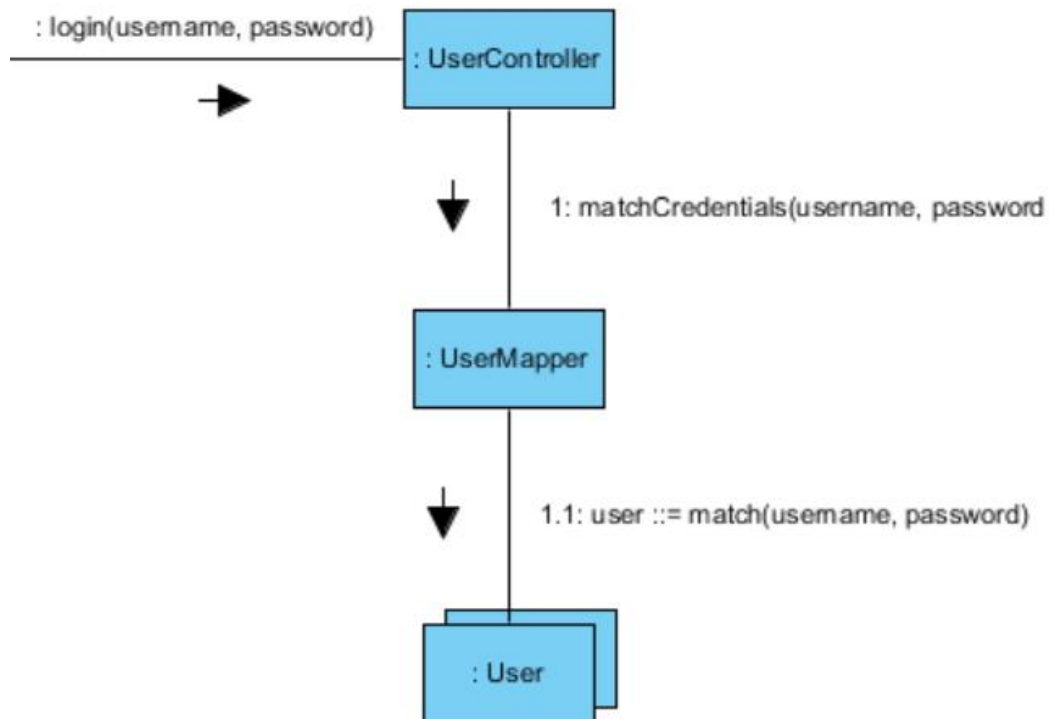 : login(username, password)
: UserController
1: matchCredentials(username, password
: UserMapper
1.1: user ::= match(username, password)
: User